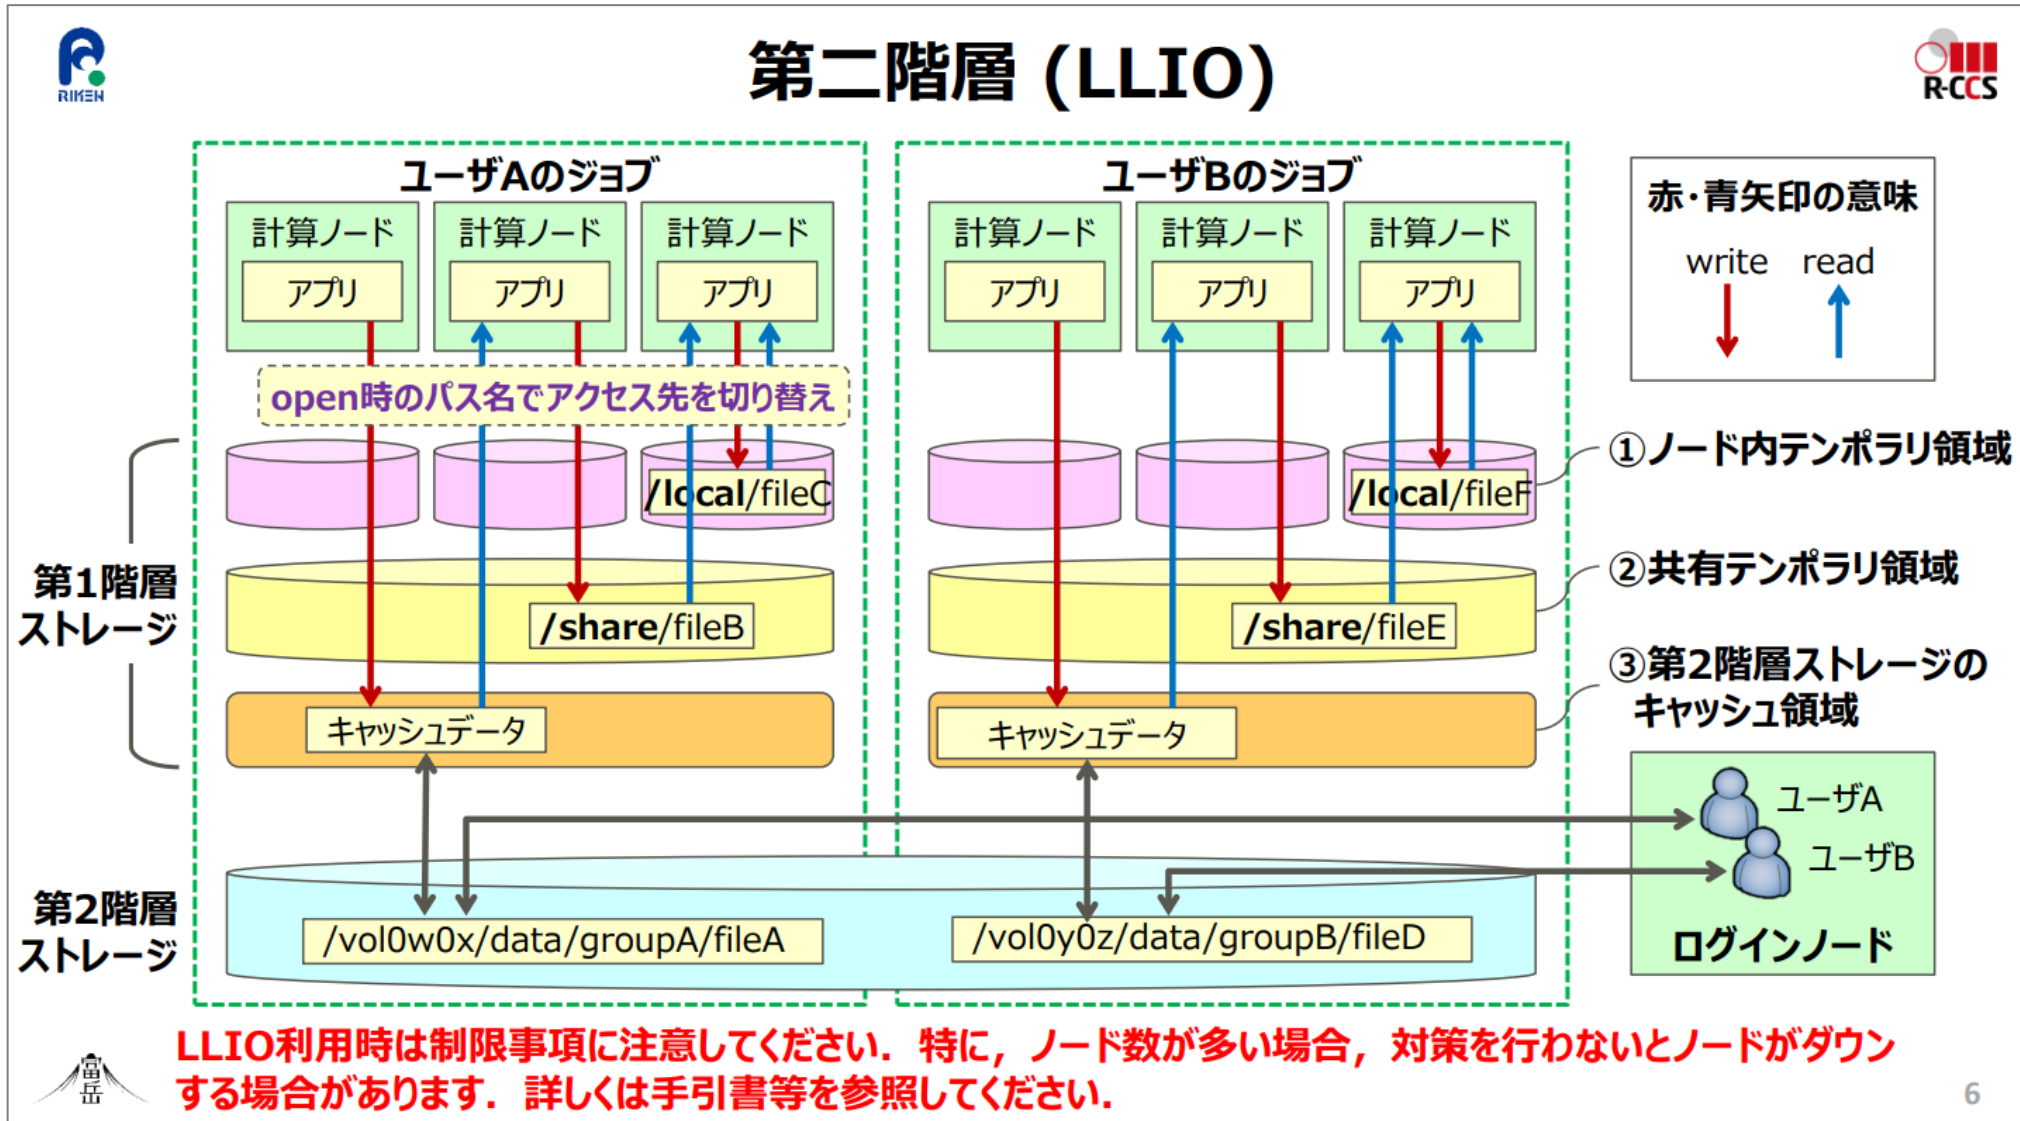 RIKEN
第二階層 (LLIO)
R-CCS
ユーザAのジョブ
計算ノード
計算ノード
計算ノード
アプリ
アプリ
アプリ
open時のパス名でアクセス先を切り替え
/local/fileC
/share/fileB
キャッシュデータ
ユーザBのジョブ
計算ノード
計算ノード
計算ノード
アプリ
アプリ
アプリ
/local/fileF
/share/fileE
キャッシュデータ
赤・青矢印の意味
write read
①ノード内テンポラリ領域
②共有テンポラリ領域
③第2階層ストレージの
キャッシュ領域
第1階層
ストレージ
第2階層
ストレージ
/vol0w0x/data/groupA/fileA
/vol0y0z/data/groupB/fileD
ユーザA
ユーザB
ログインノード
富岳
LLIO利用時は制限事項に注意してください．特に，ノード数が多い場合，対策を行わないとノードがダウン
する場合があります．詳しくは手引書等を参照してください．
6